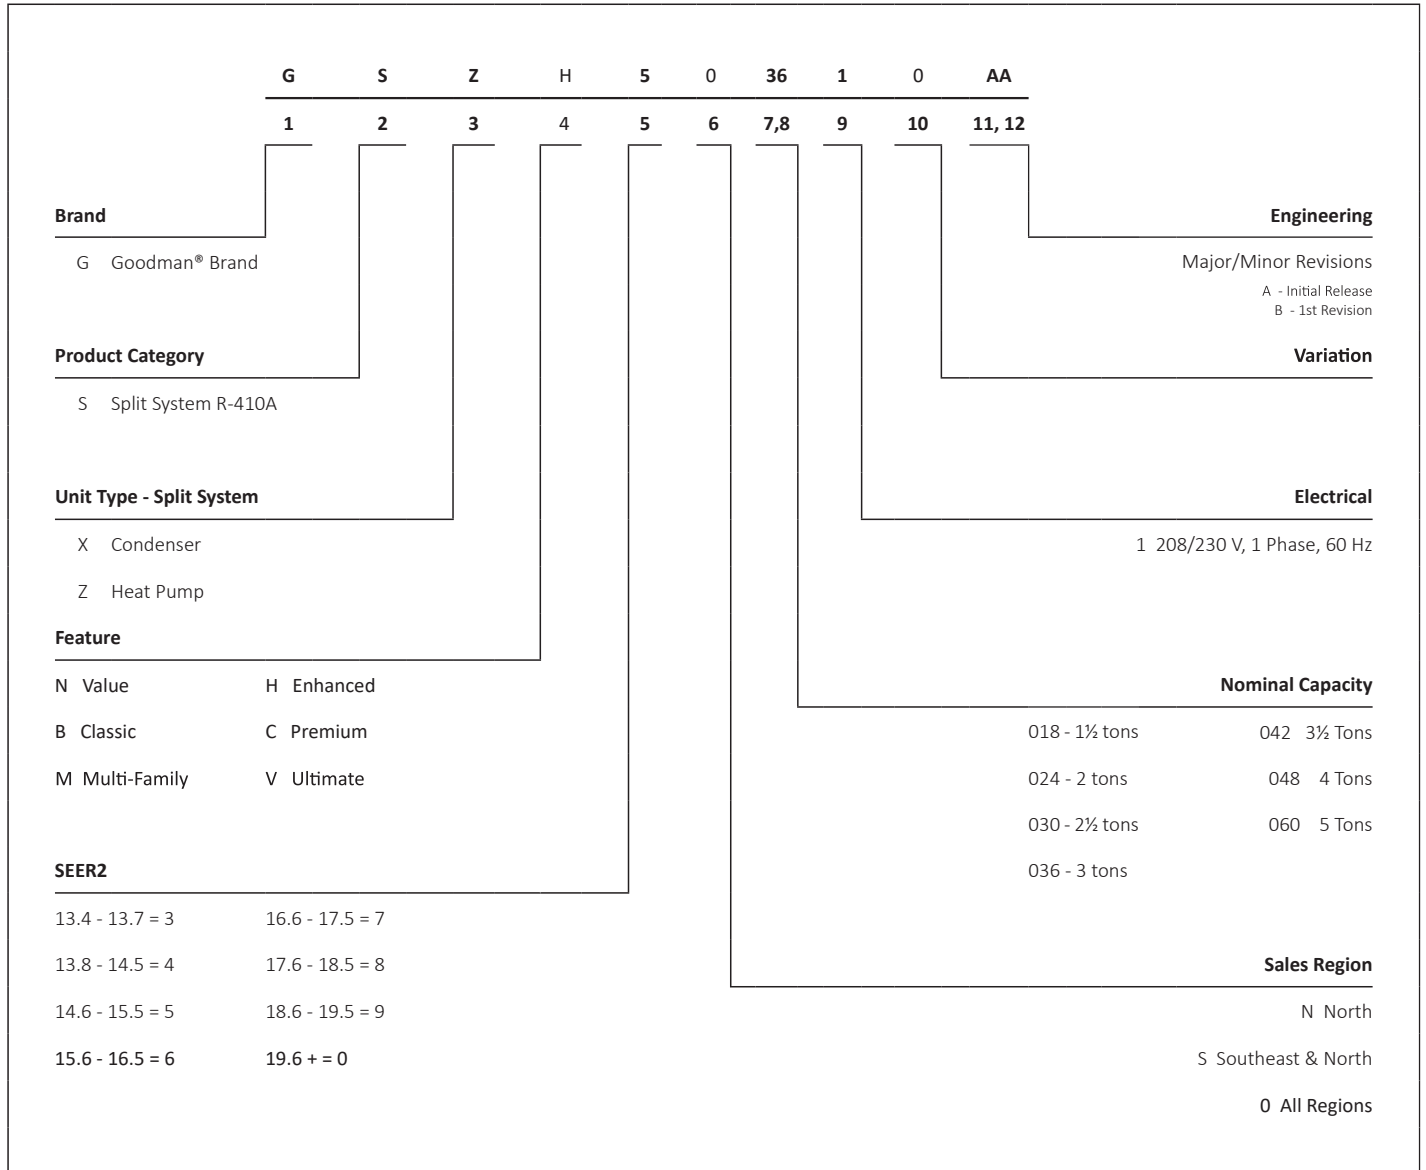 G S Z H 5 0 36 1 0 AA
1 2 3 4 5 6 7,8 9 10 11, 12
Brand
G Goodman® Brand
Engineering
Major/Minor Revisions
A - Initial Release
B - 1st Revision
Product Category
S Split System R-410A
Variation
Unit Type - Split System
X Condenser
Z Heat Pump
Electrical
1 208/230 V, 1 Phase, 60 Hz
Feature
N Value H Enhanced
B Classic C Premium
M Multi-Family V Ultimate
Nominal Capacity
018 - 1½ tons 042 3½ Tons
024 - 2 tons 048 4 Tons
030 - 2½ tons 060 5 Tons
036 - 3 tons
SEER2
13.4 - 13.7 = 3 16.6 - 17.5 = 7
13.8 - 14.5 = 4 17.6 - 18.5 = 8
14.6 - 15.5 = 5 18.6 - 19.5 = 9
15.6 - 16.5 = 6 19.6 + = 0
Sales Region
N North
S Southeast & North
0 All Regions